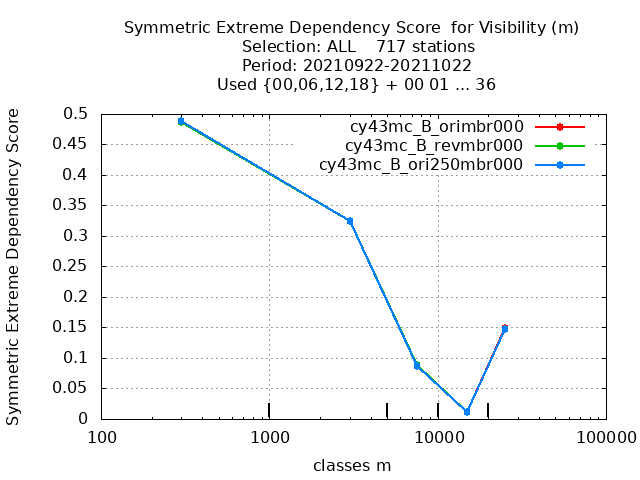 Symmetric Extreme Dependency Score  for Visibility (m)
Selection: ALL    717 stations
Period: 20210922-20211022
Used {00,06,12,18} + 00 01 ... 36
cy43mc_B_orimbr000
cy43mc_B_revmbr000
cy43mc_B_ori250mbr000
Symmetric Extreme Dependency Score
0.5
0.45
0.4
0.35
0.3
0.25
0.2
0.15
0.1
0.05
0
100 1000 10000 100000
classes m